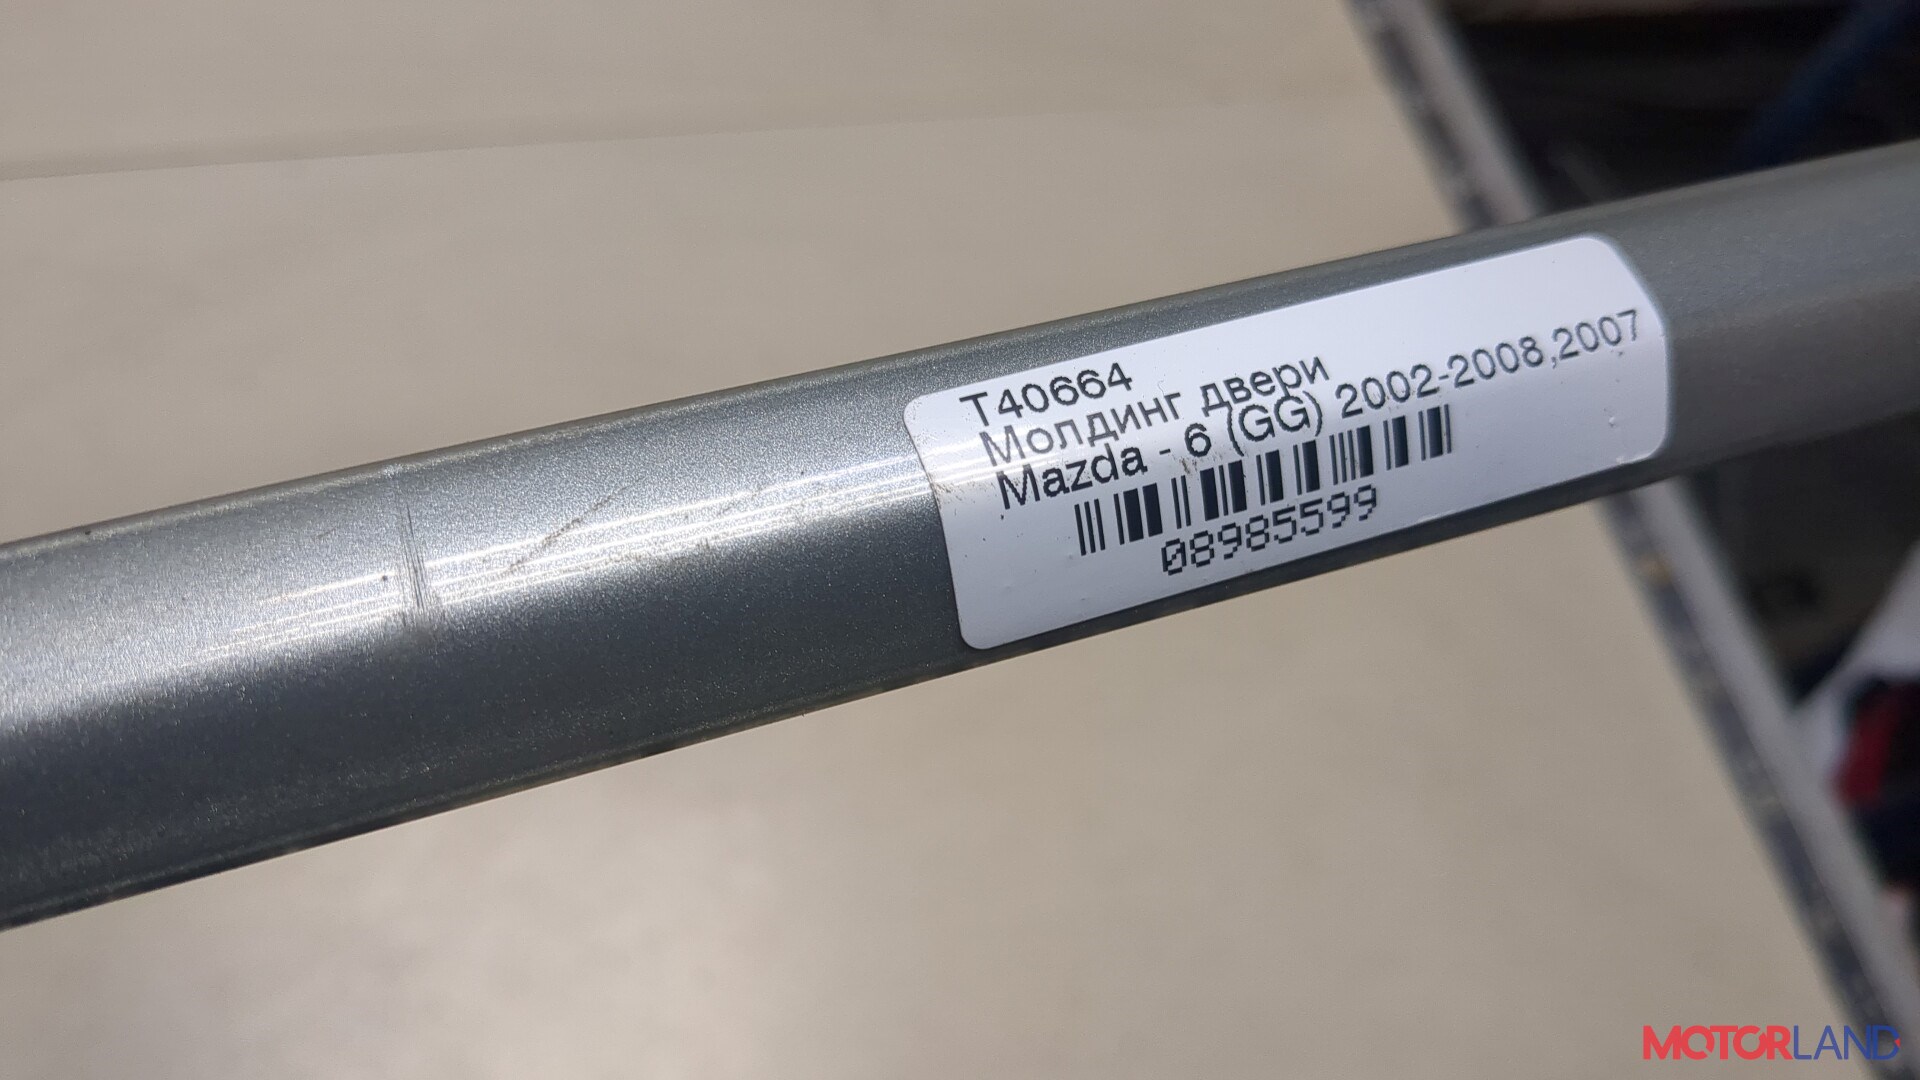 T40664
Молдинг двери
Mazda - 6 (GG) 2002-2008,2007
08985599
MOTORLAND